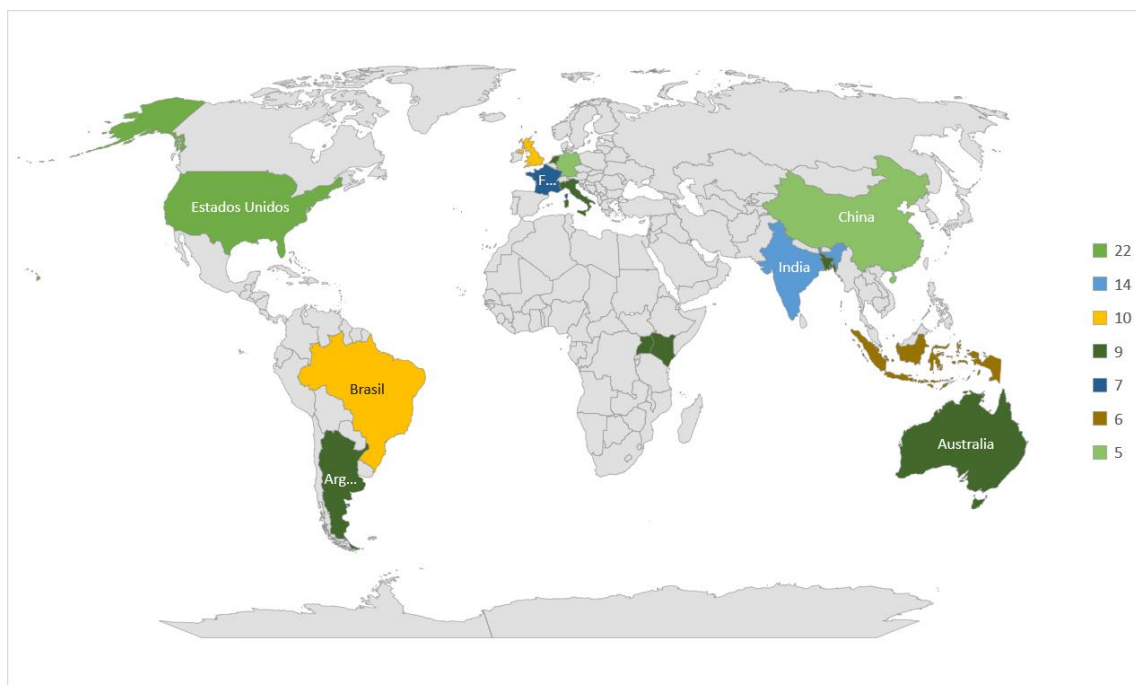 Estados Unidos
F...
China
India
Brasil
Arg...
Australia
22
14
10
9
7
6
5